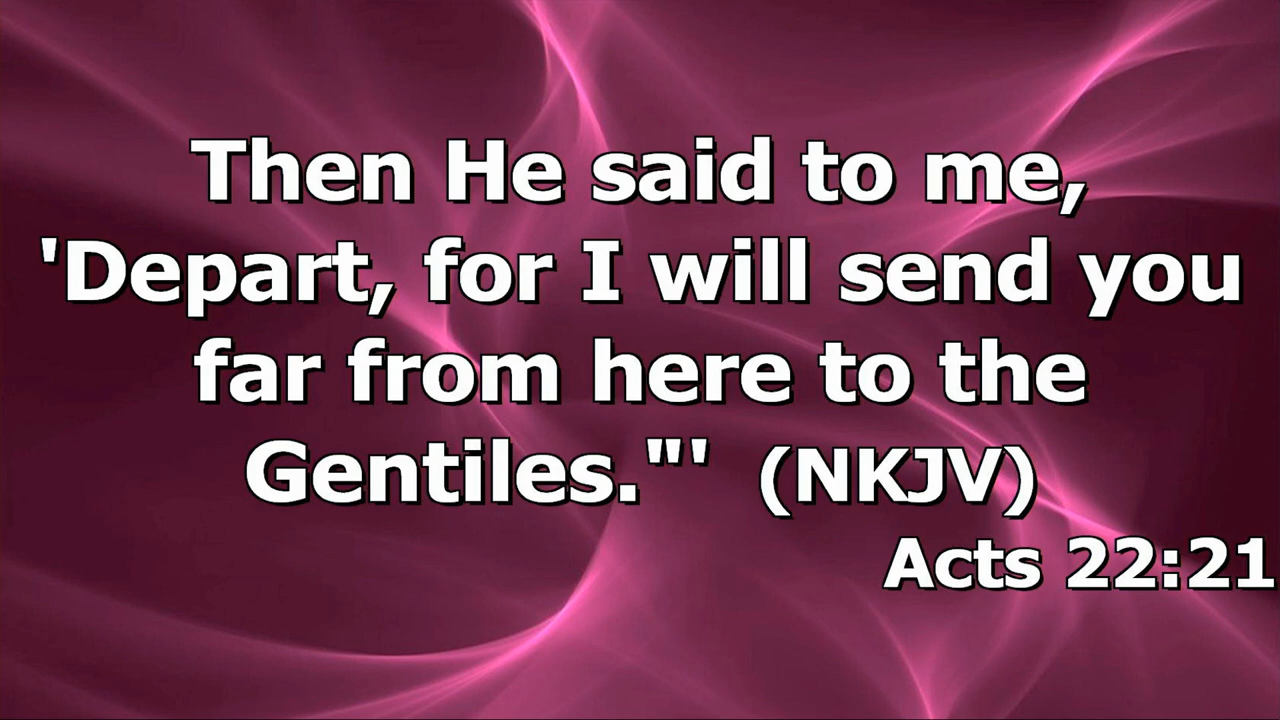 Then He said to me,
'Depart, for I will send you
far from here to the
Gentiles."' (NKJV)
Acts 22:21